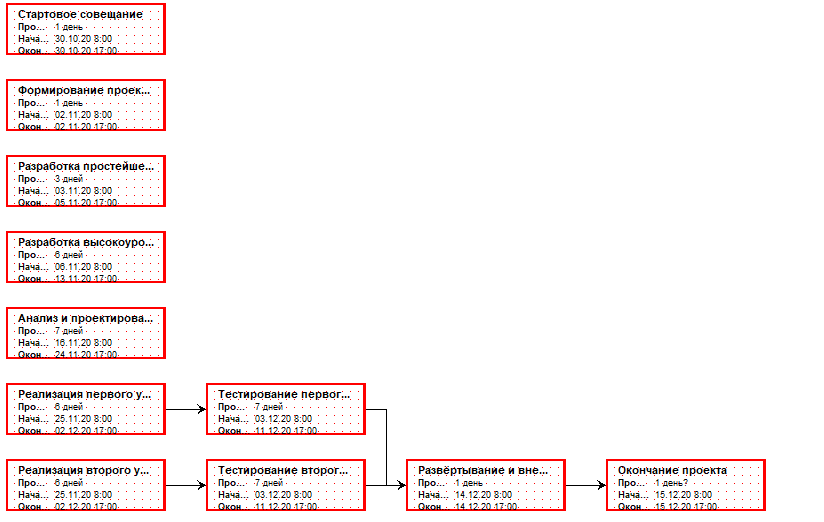 Стартовое совещание
Про... 1 день
Нача... 30.10.20 8:00
Окон... 30.10.20 17:00
Формирование проек...
Про... 1 день
Нача... 02.11.20 8:00
Окон... 02.11.20 17:00
Разработка простейше...
Про... 3 дней
Нача... 03.11.20 8:00
Окон... 05.11.20 17:00
Разработка высокоуро...
Про... 6 дней
Нача... 06.11.20 8:00
Окон... 13.11.20 17:00
Анализ и проектирова...
Про... 7 дней
Нача... 16.11.20 8:00
Окон... 24.11.20 17:00
Реализация первого у...
Про... 6 дней
Нача... 25.11.20 8:00
Окон... 02.12.20 17:00
Тестирование первог...
Про... 7 дней
Нача... 03.12.20 8:00
Окон... 11.12.20 17:00
Реализация второго у...
Про... 6 дней
Нача... 25.11.20 8:00
Окон... 02.12.20 17:00
Тестирование второг...
Про... 7 дней
Нача... 03.12.20 8:00
Окон... 11.12.20 17:00
Развёртывание и вне...
Про... 1 день
Нача... 14.12.20 8:00
Окон... 14.12.20 17:00
Окончание проекта
Про... 1 день?
Нача... 15.12.20 8:00
Окон... 15.12.20 17:00